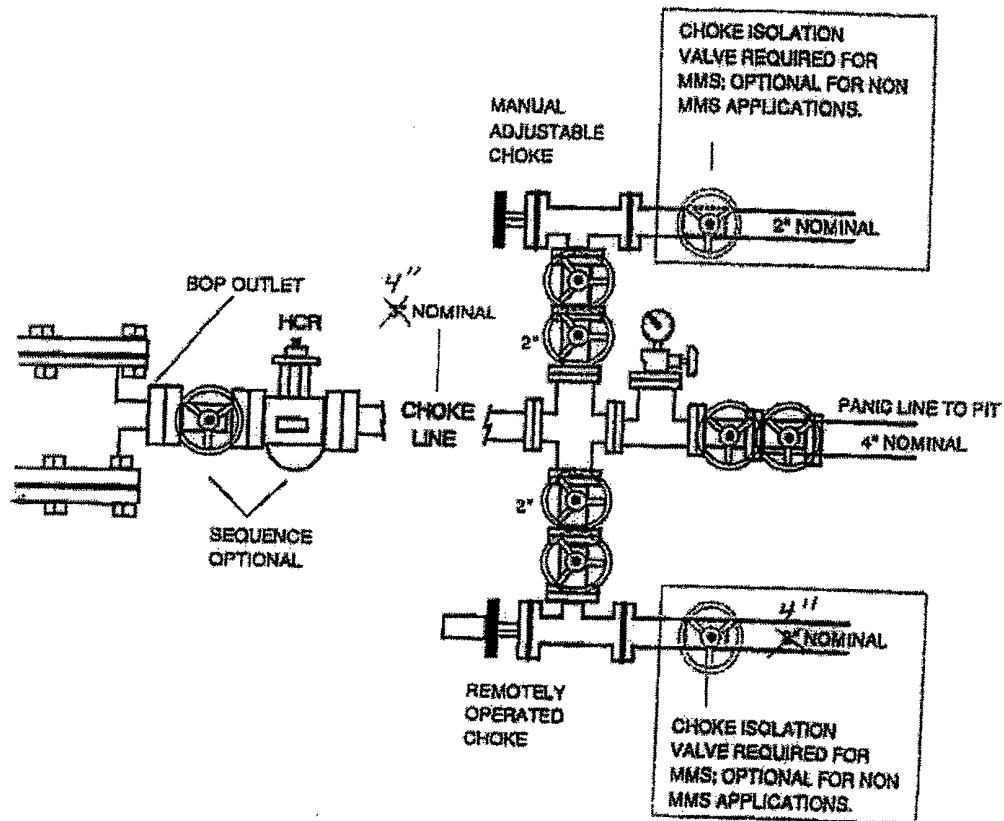 CHOKE ISOLATION
VALVE REQUIRED FOR
MMS; OPTIONAL FOR NON
MMS APPLICATIONS.
MANUAL
ADJUSTABLE
CHOKE
2" NOMINAL
BOP OUTLET
4"
3" NOMINAL
HCR
2"
CHOKE
LINE
PANIC LINE TO PIT
4" NOMINAL
2"
SEQUENCE
OPTIONAL
4"
NOMINAL
REMOTELY
OPERATED
CHOKE
CHOKE ISOLATION
VALVE REQUIRED FOR
MMS; OPTIONAL FOR NON
MMS APPLICATIONS.